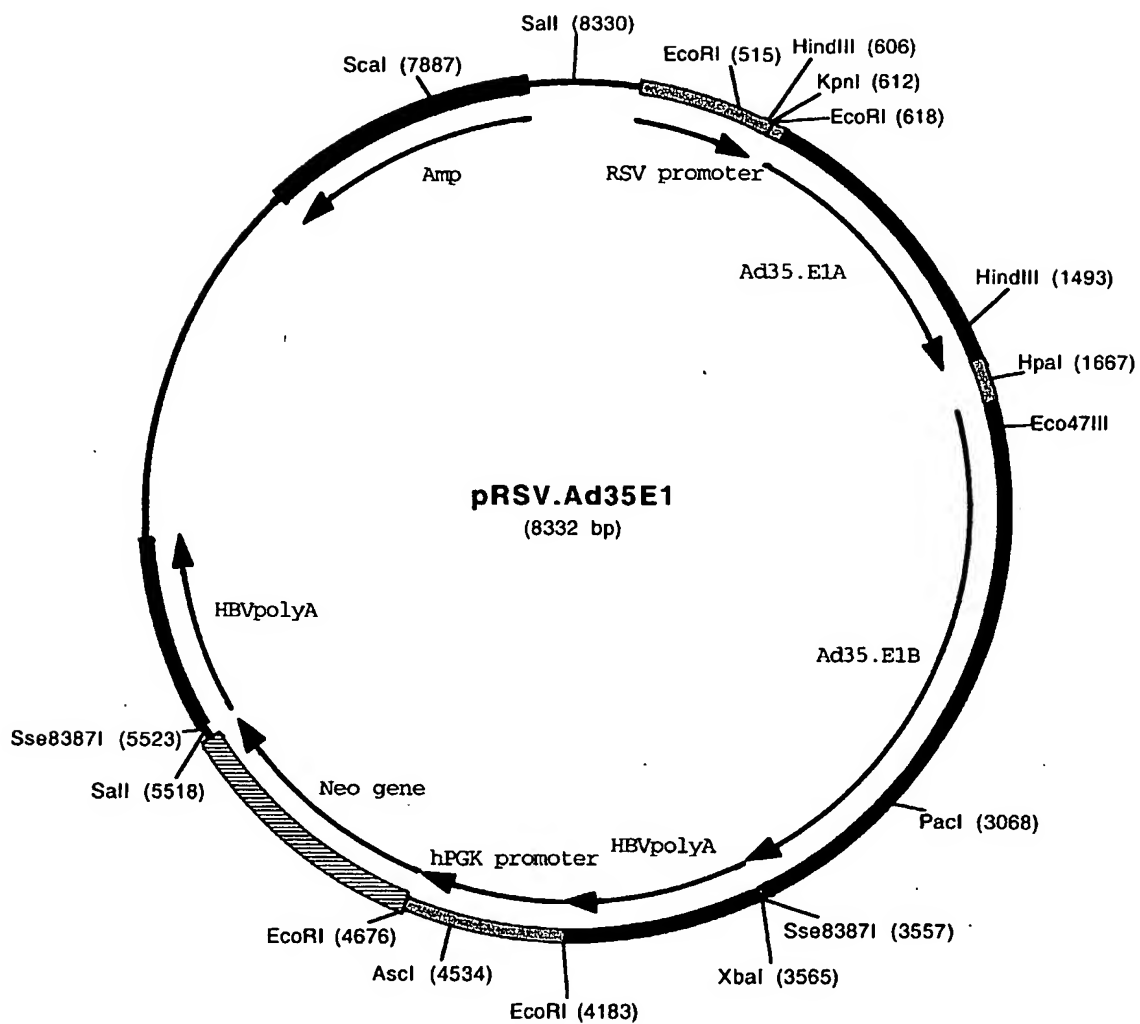 SalI (8330)
ScaI (7887)
EcoRI (515)
HindIII (606)
KpnI (612)
EcoRI (618)
Amp
RSV promoter
Ad35.E1A
HindIII (1493)
HpaI (1667)
Eco47III
pRSV.Ad35E1
(8332 bp)
HBVpolyA
Ad35.E1B
Sse8387I (5523)
SalI (5518)
Neo gene
PacI (3068)
hPGK promoter
HBVpolyA
Sse8387I (3557)
EcoRI (4676)
AscI (4534)
XbaI (3565)
EcoRI (4183)